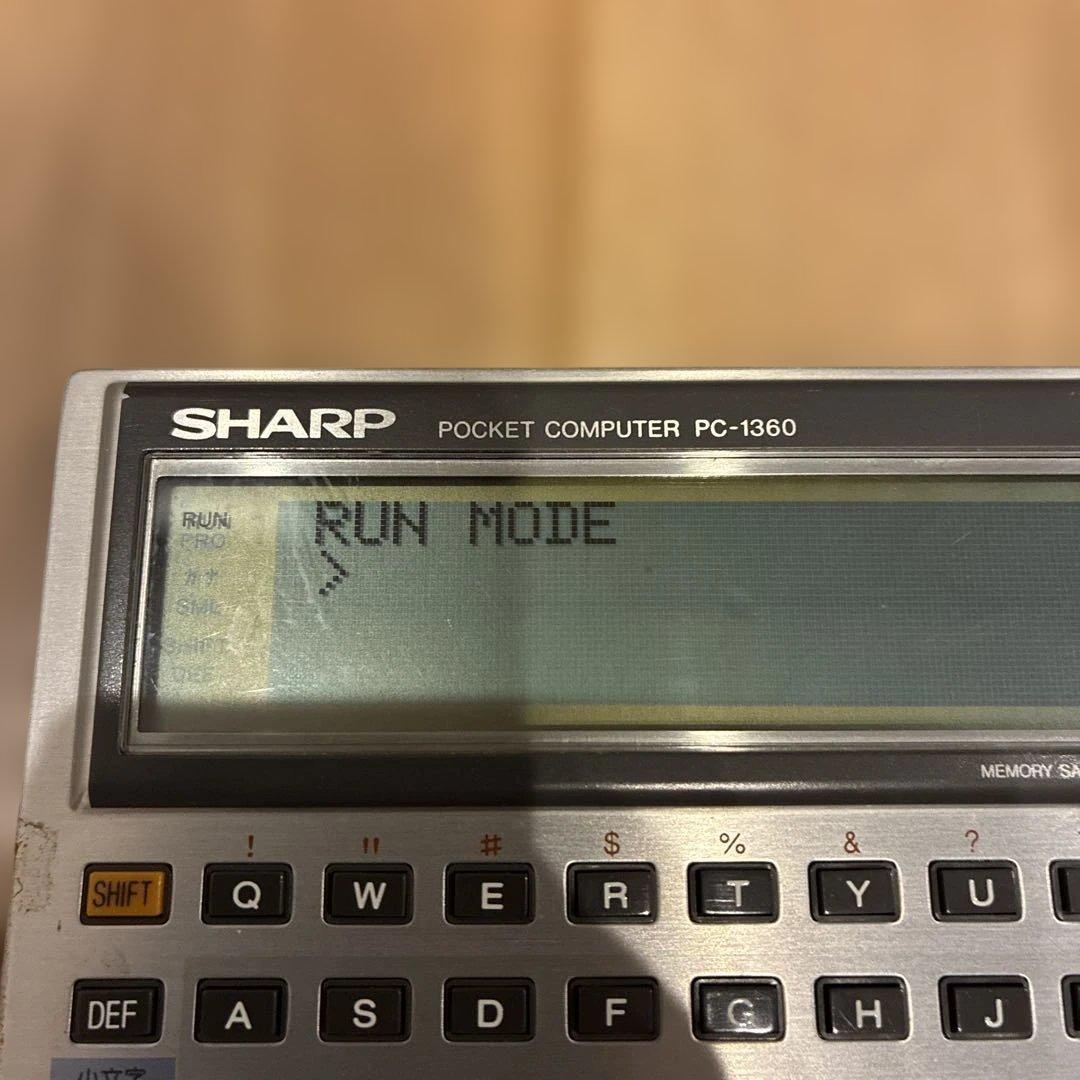 SHARP POCKET COMPUTER PC-1360
RUN RUN MODE
PRO >
カナ
SML
SHIFT
DEF
MEMORY SA
! " # $ % & ?
SHIFT Q W E R T Y U
DEF A S D F G H J
小文字